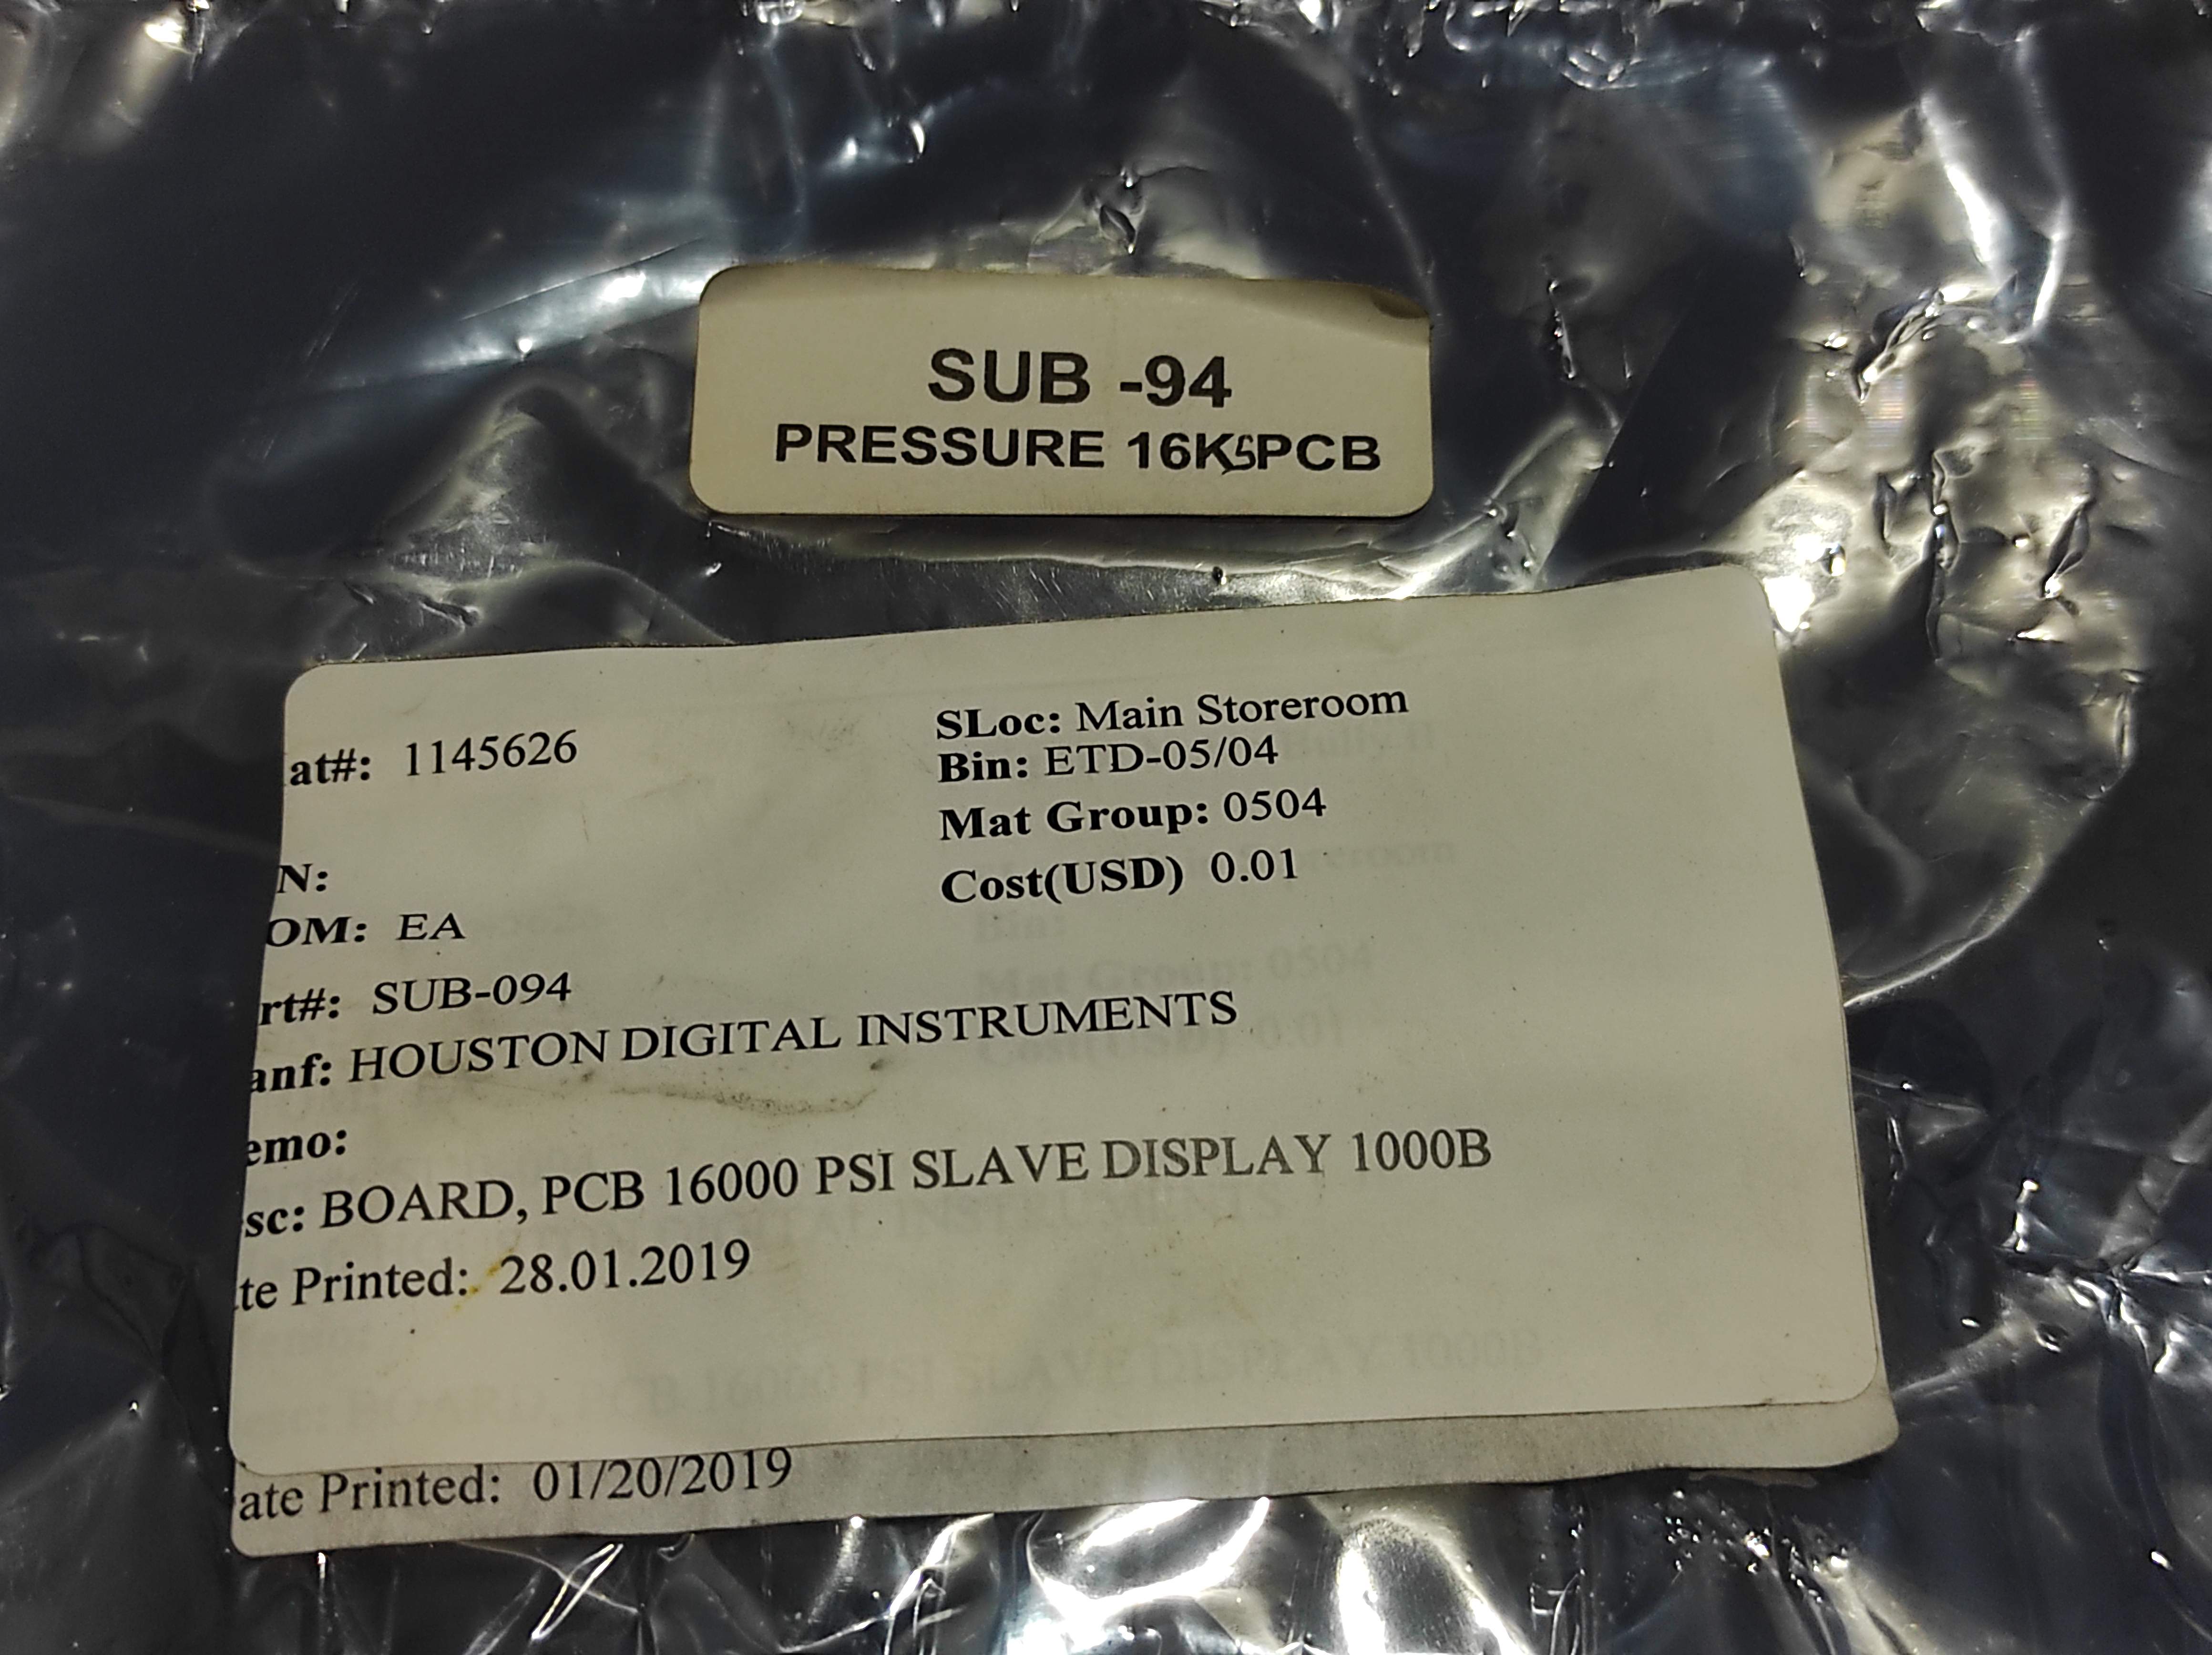 SUB -94
PRESSURE 16KSPCB
at#: 1145626
SLoc: Main Storeroom
Bin: ETD-05/04
Mat Group: 0504
Cost(USD) 0.01
N:
OM: EA
rt#: SUB-094
anf: HOUSTON DIGITAL INSTRUMENTS
emo:
sc: BOARD, PCB 16000 PSI SLAVE DISPLAY 1000B
te Printed: 28.01.2019
ate Printed: 01/20/2019